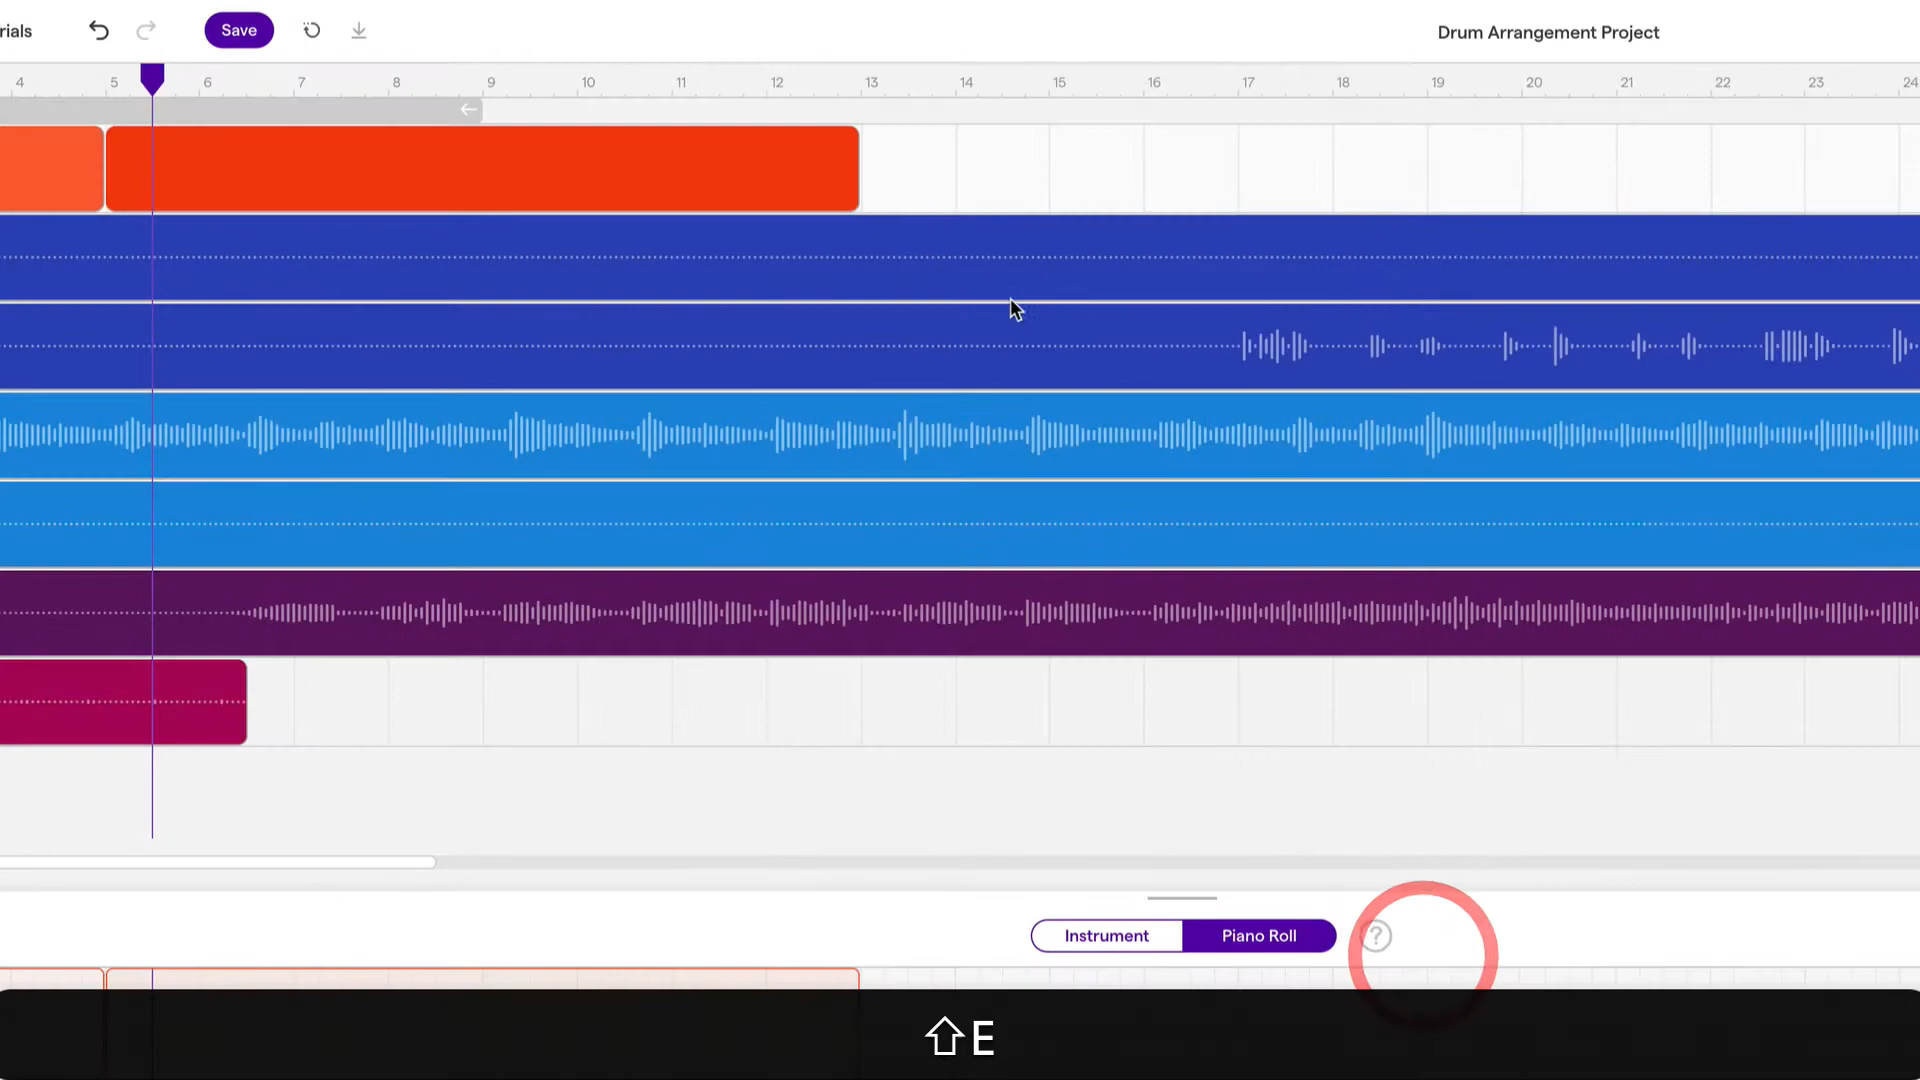 rials
Save
Drum Arrangement Project
4 5 6 7 8 9 10 11 12 13 14 15 16 17 18 19 20 21 22 23 24
Instrument
Piano Roll
?
⇧E